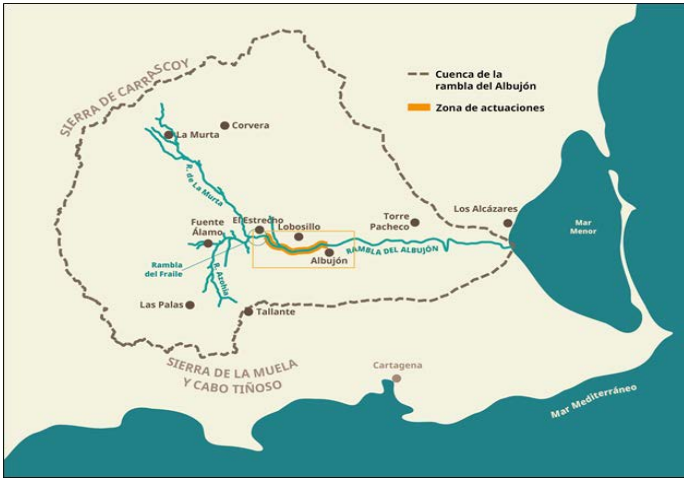 SIERRA DE CARRASCOY
Cuenca de la
rambla del Albujón
Zona de actuaciones
Corvera
La Murta
R. de La Murta
Los Alcázares
Torre
Pacheco
Mar
Menor
Fuente
Álamo
El Estrecho
Lobosillo
RAMBLA DEL ALBUJÓN
Albujón
Rambla
del Fraile
R. Azohía
Las Palas
Tallante
SIERRA DE LA MUELA
Y CABO TIÑOSO
Cartagena
Mar Mediterráneo